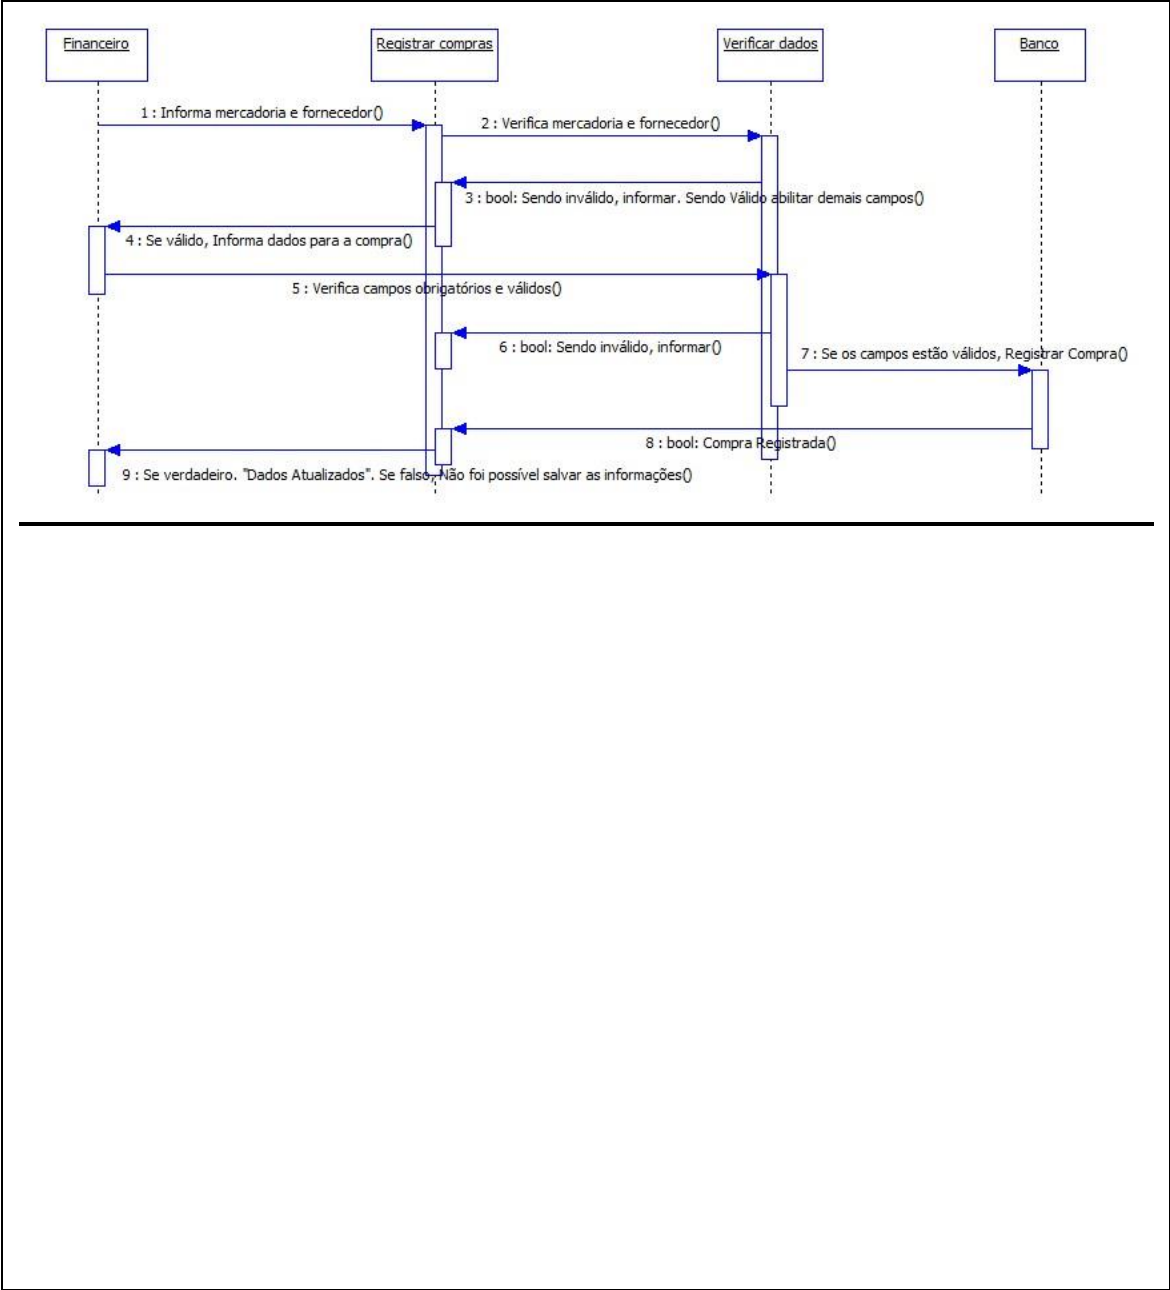 Financeiro
Registrar compras
Verificar dados
Banco
1 : Informa mercadoria e fornecedor()
2 : Verifica mercadoria e fornecedor()
3 : bool: Sendo inválido, informar. Sendo Válido abilitar demais campos()
4 : Se válido, Informa dados para a compra()
5 : Verifica campos obrigatórios e válidos()
6 : bool: Sendo inválido, informar()
7 : Se os campos estão válidos, Registrar Compra()
8 : bool: Compra Registrada()
9 : Se verdadeiro. "Dados Atualizados". Se falso, Não foi possível salvar as informações()